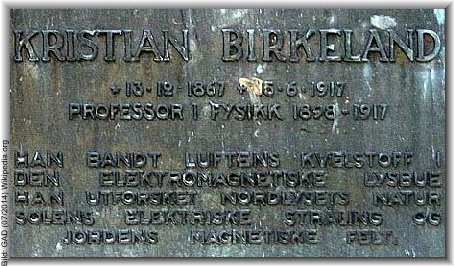 KRISTIAN BIRKELAND
* 13·12·1867 + 15·6·1917
PROFESSOR I FYSIKK 1898-1917
HAN BANDT LUFTENS KVELSTOFF I
DEN ELEKTROMAGNETISKE LYSBUE
HAN UTFORSKET NORDLYSETS NATUR
SOLENS ELEKTRISKE STRÅLING OG
JORDENS MAGNETISKE FELT.
Bild: GAD (07/2014) Wikipedia.org